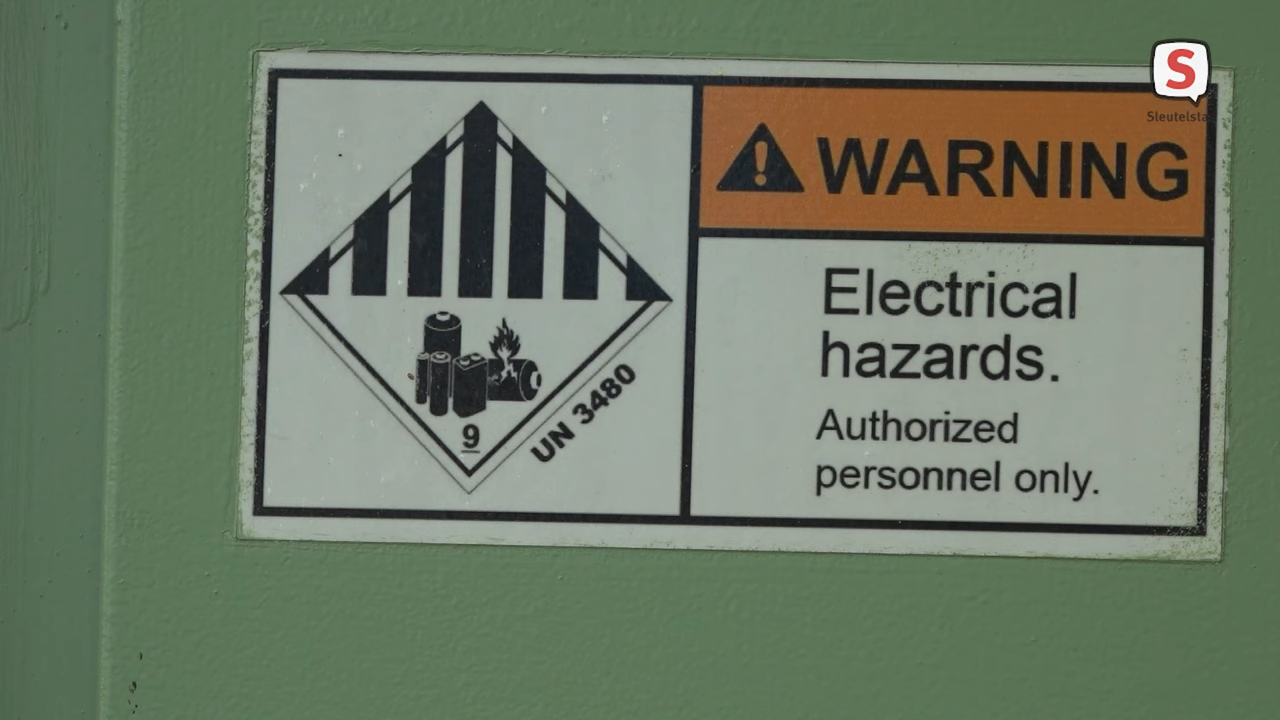 S
WARNING
Electrical
hazards.
Authorized
personnel only.
9
UN 3480